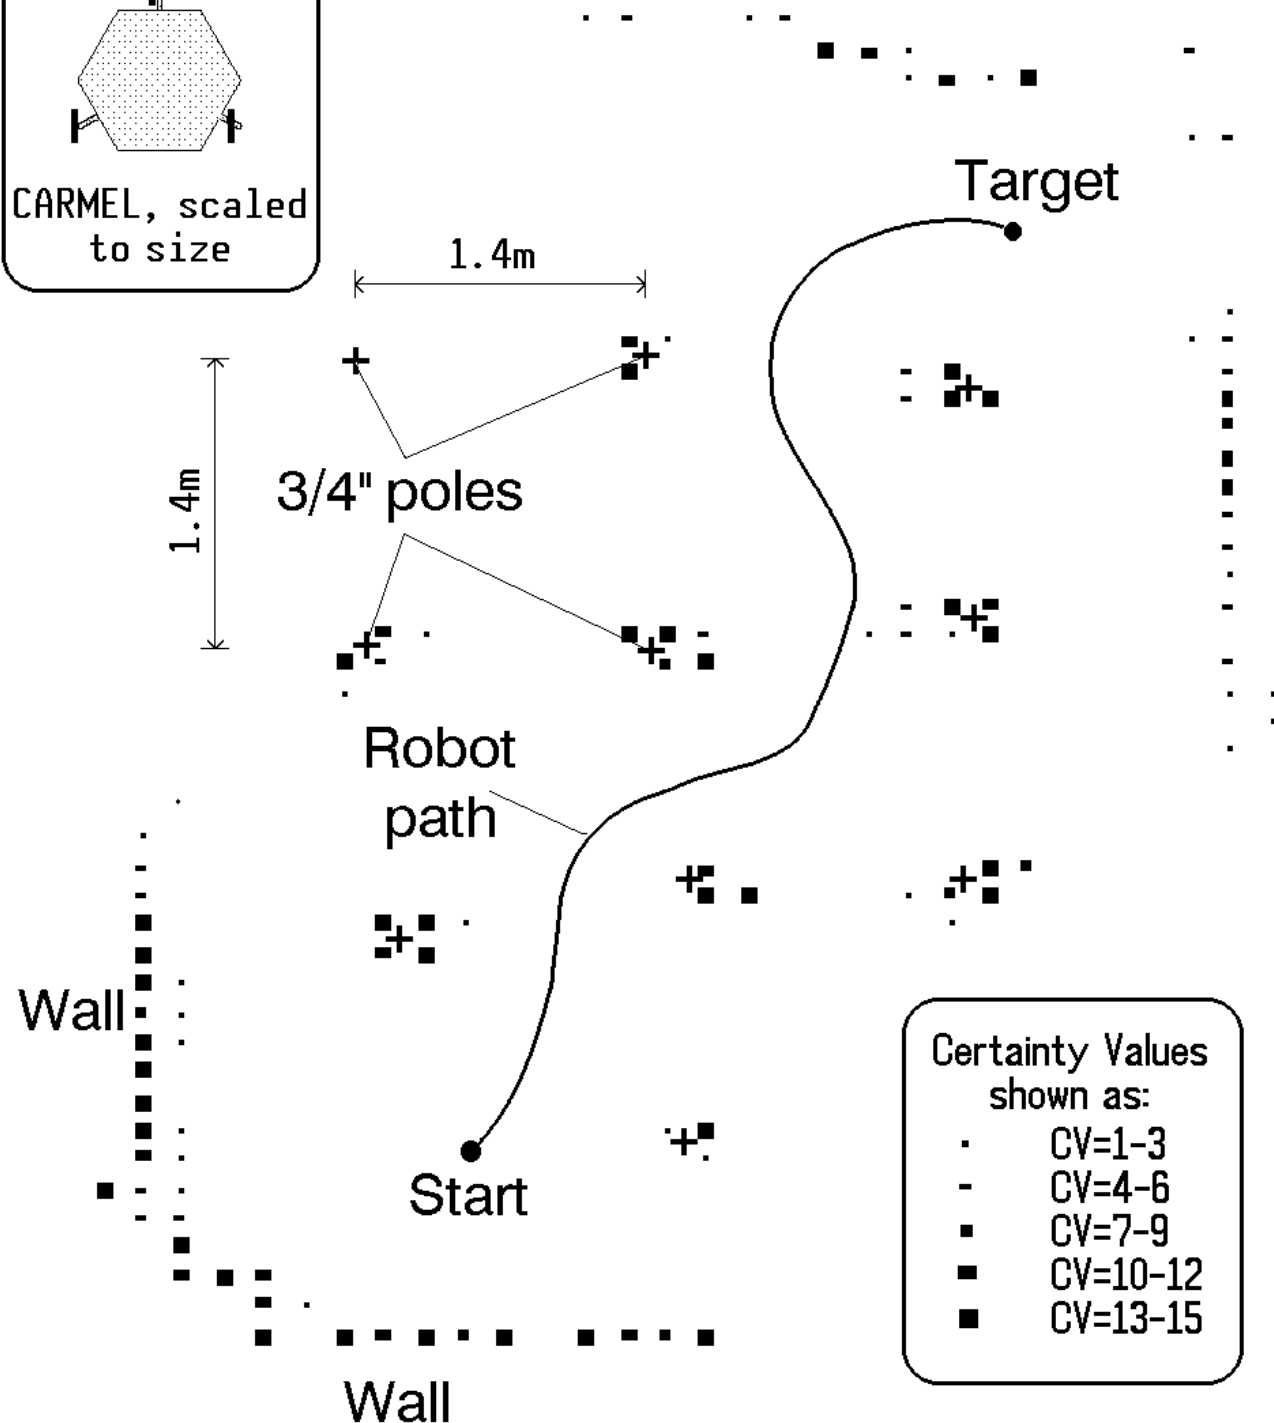 CARMEL, scaled
to size
Target
1.4m
1.4m
3/4" poles
Robot
path
Wall
Start
Certainty Values
shown as:
CV=1-3
CV=4-6
CV=7-9
CV=10-12
CV=13-15
Wall